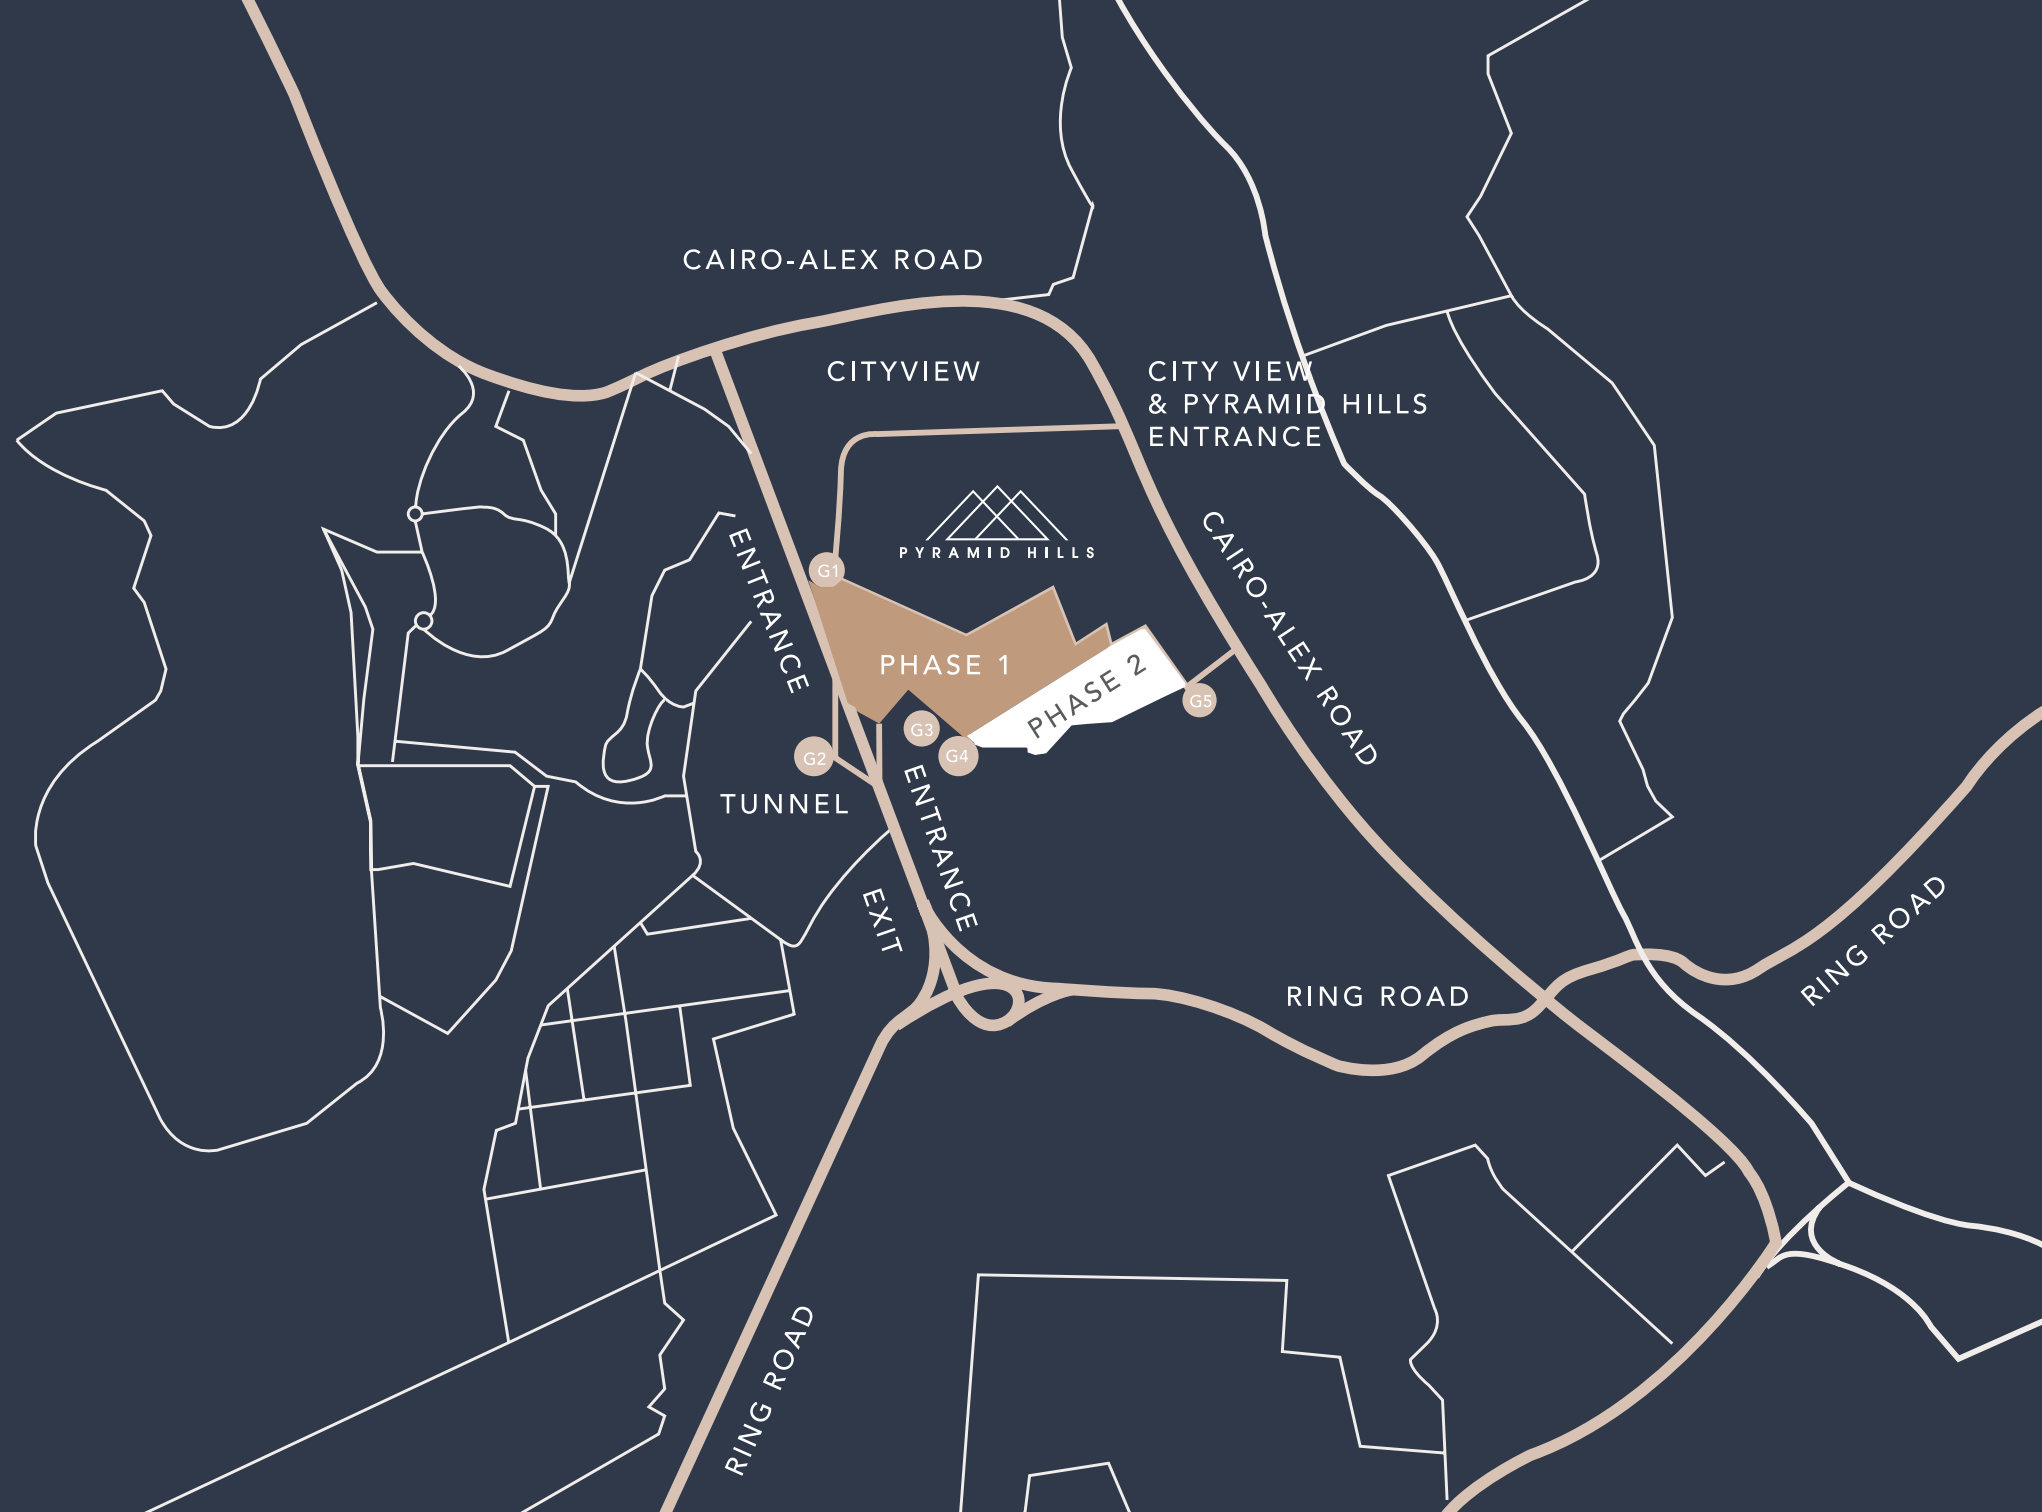 CAIRO-ALEX ROAD
CITYVIEW
CITY VIEW
& PYRAMID HILLS
ENTRANCE
PYRAMID HILLS
CAIRO-ALEX ROAD
ENTRANCE
G1
PHASE 1
PHASE 2
G5
G3
G2
G4
TUNNEL
ENTRANCE
EXIT
RING ROAD
RING ROAD
RING ROAD